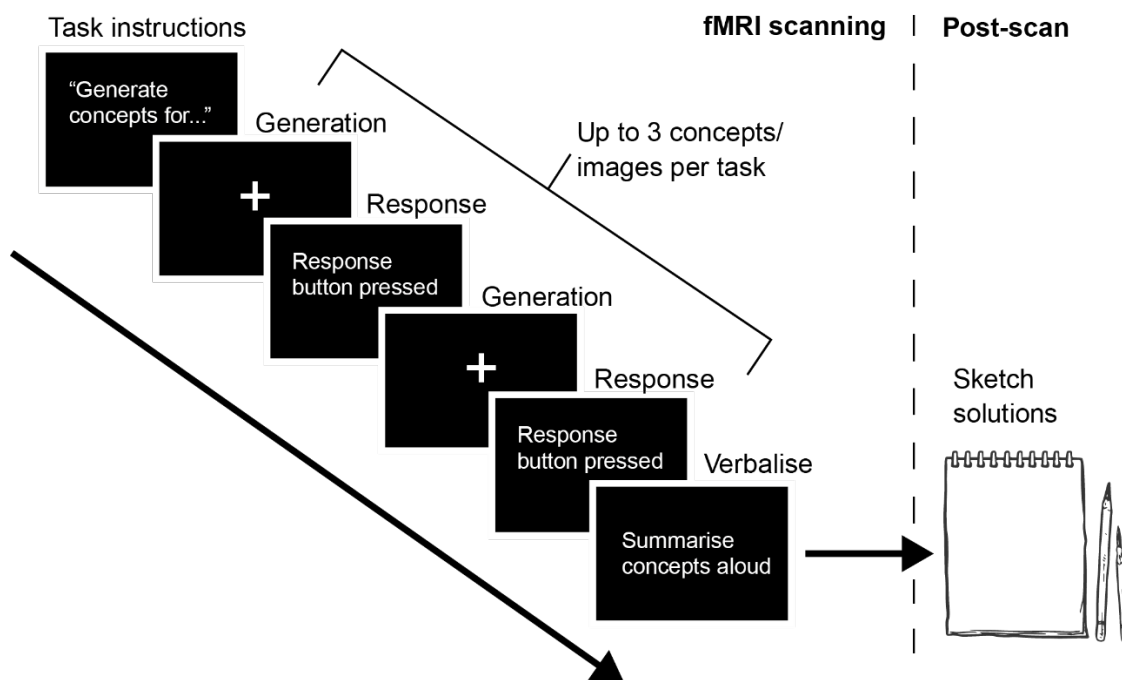 Task instructions
fMRI scanning
Post-scan
“Generate
concepts for...”
Generation
Up to 3 concepts/
images per task
Response
Response
button pressed
Generation
Response
Sketch
solutions
Response
button pressed
Verbalise
Summarise
concepts aloud